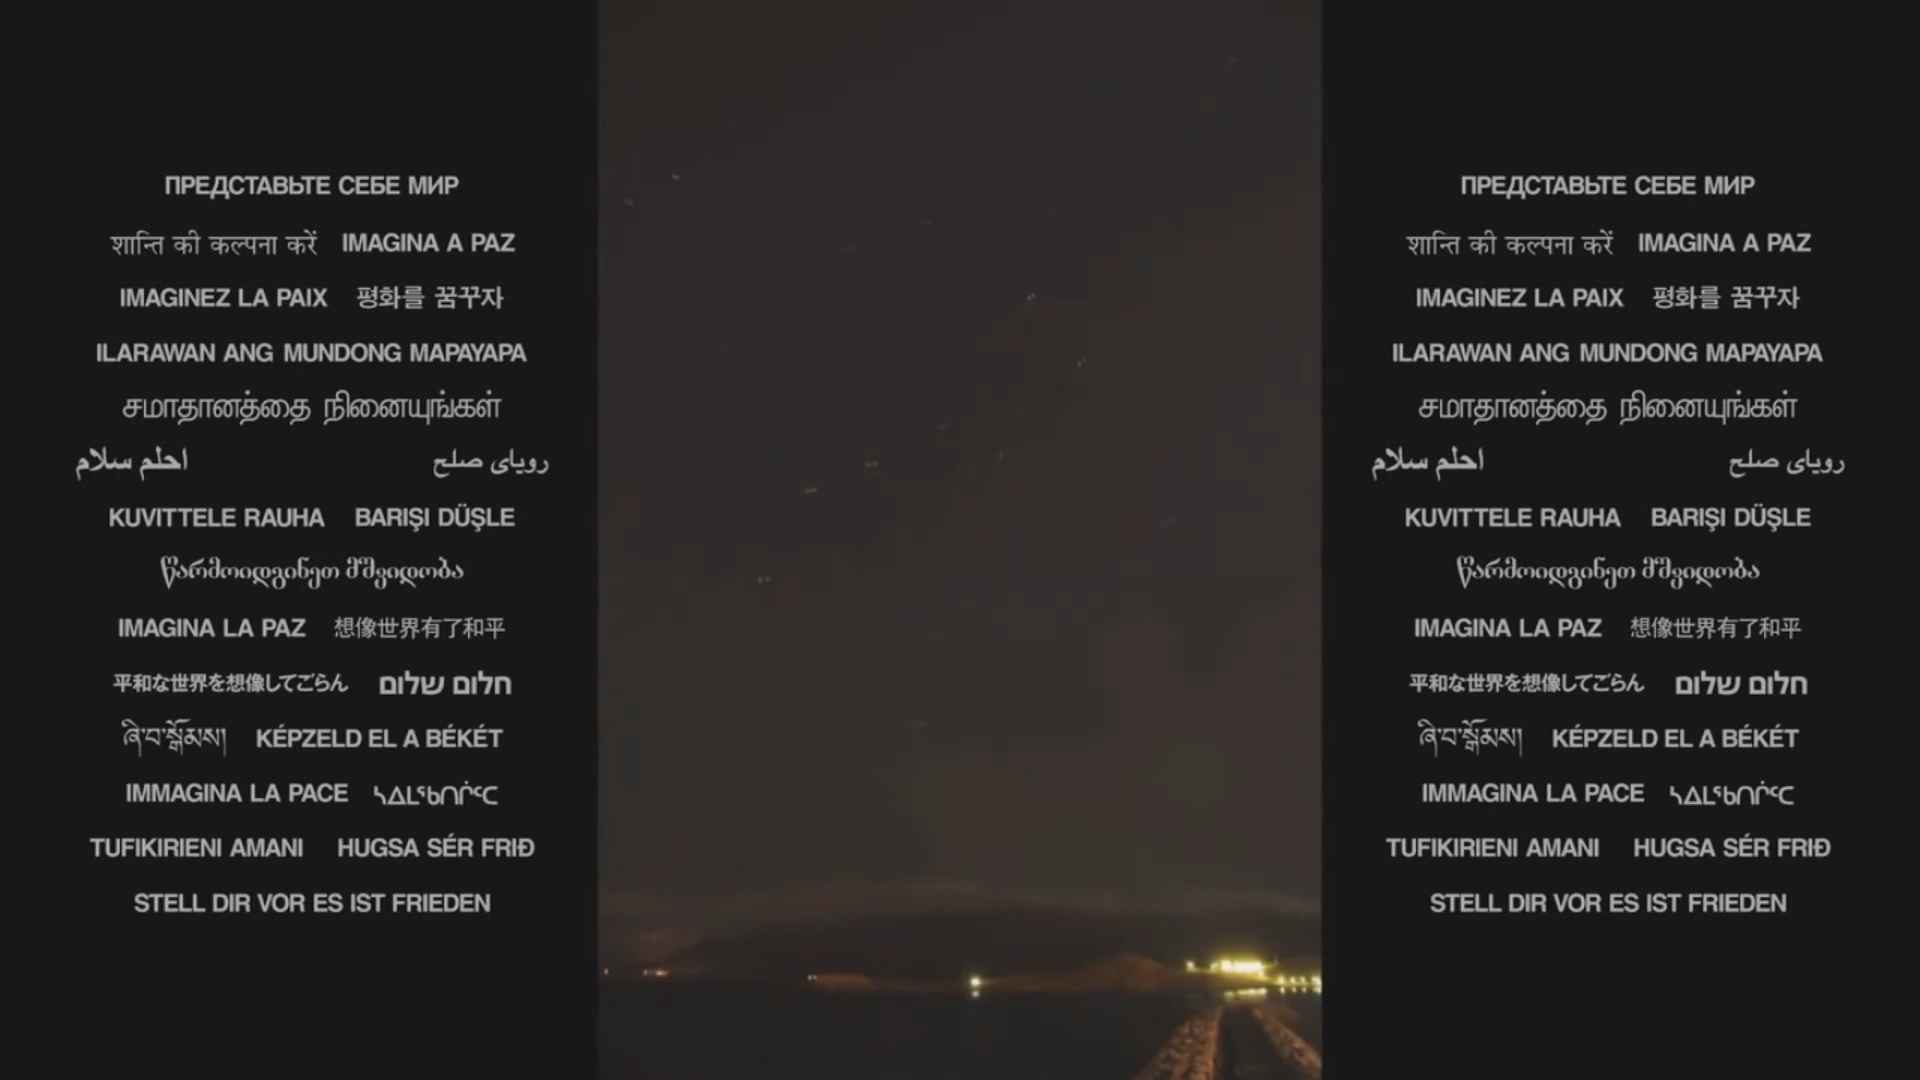 ПРЕДСТАВЬТЕ СЕБЕ МИР
शान्ति की कल्पना करें IMAGINA A PAZ
IMAGINEZ LA PAIX 평화를 꿈꾸자
ILARAWAN ANG MUNDONG MAPAYAPA
சமாதானத்தை நினையுங்கள்
احلم سلام رویای صلح
KUVITTELE RAUHA BARIŞI DÜŞLE
წარმოიდგინეთ მშვიდობა
IMAGINA LA PAZ 想像世界有了和平
平和な世界を想像してごらん חלום שלום
ཞི་བ་སྒོམས། KÉPZELD EL A BÉKÉT
IMMAGINA LA PACE ᓴᐃᒪᖃᑎᒌᑦᑕ
TUFIKIRIENI AMANI HUGSA SÉR FRIÐ
STELL DIR VOR ES IST FRIEDEN
ПРЕДСТАВЬТЕ СЕБЕ МИР
शान्ति की कल्पना करें IMAGINA A PAZ
IMAGINEZ LA PAIX 평화를 꿈꾸자
ILARAWAN ANG MUNDONG MAPAYAPA
சமாதானத்தை நினையுங்கள்
احلم سلام رویای صلح
KUVITTELE RAUHA BARIŞI DÜŞLE
წარმოიდგინეთ მშვიდობა
IMAGINA LA PAZ 想像世界有了和平
平和な世界を想像してごらん חלום שלום
ཞི་བ་སྒོམས། KÉPZELD EL A BÉKÉT
IMMAGINA LA PACE ᓴᐃᒪᖃᑎᒌᑦᑕ
TUFIKIRIENI AMANI HUGSA SÉR FRIÐ
STELL DIR VOR ES IST FRIEDEN